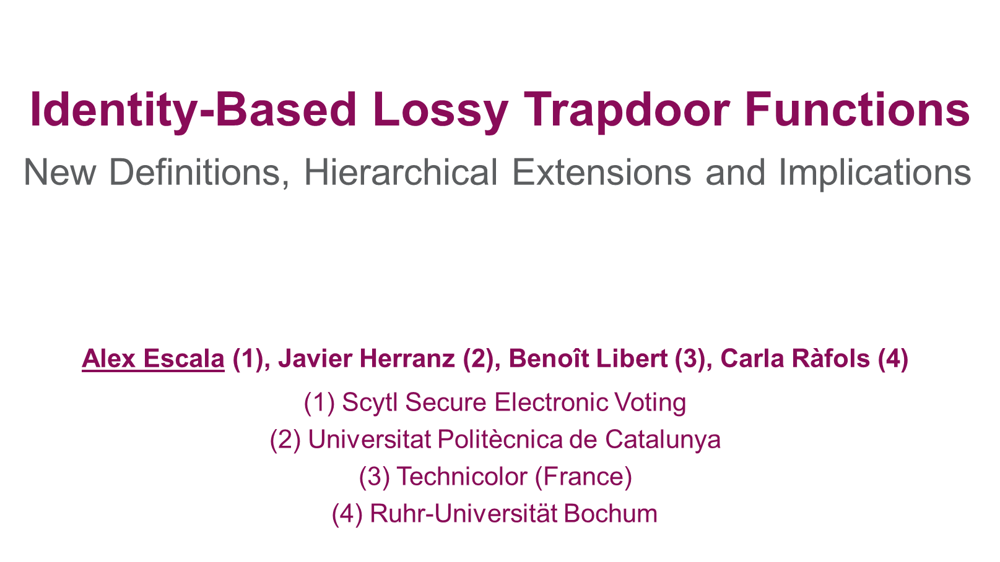 Identity-Based Lossy Trapdoor Functions
New Definitions, Hierarchical Extensions and Implications
Alex Escala (1), Javier Herranz (2), Benoît Libert (3), Carla Ràfols (4)
(1) Scytl Secure Electronic Voting
(2) Universitat Politècnica de Catalunya
(3) Technicolor (France)
(4) Ruhr-Universität Bochum